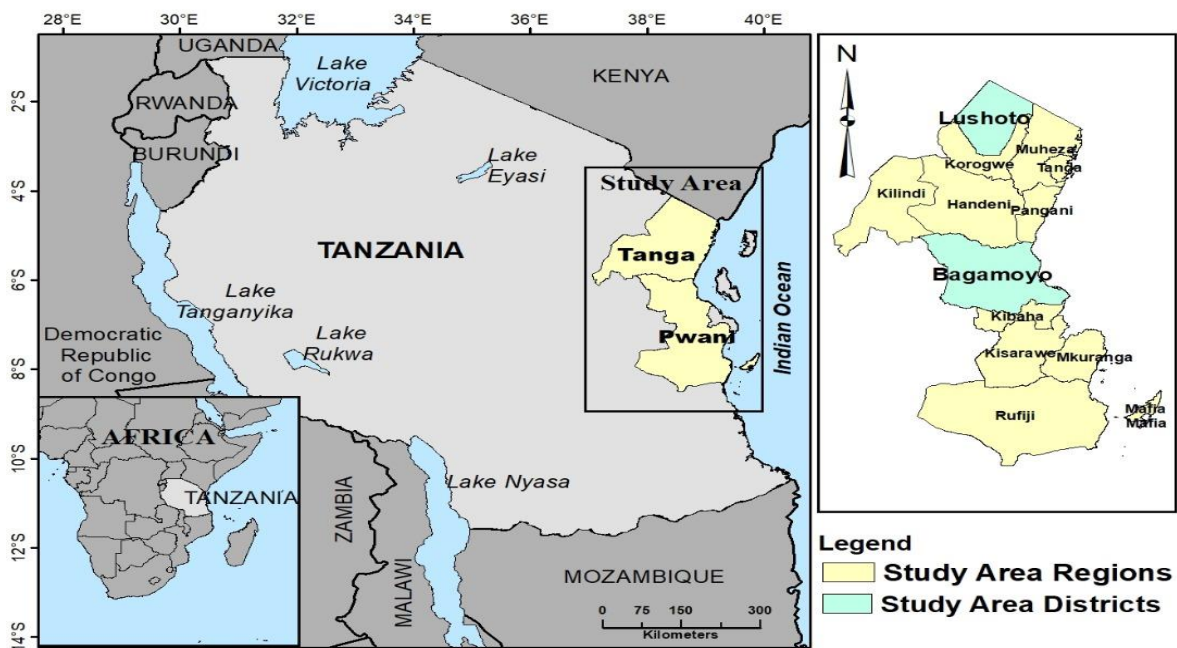 28°E 30°E 32°E 34°E 36°E 38°E 40°E
2°S
4°S
6°S
8°S
10°S
12°S
14°S
UGANDA
Lake
Victoria
KENYA
RWANDA
BURUNDI
Lake
Eyasi
Study Area
TANZANIA
Tanga
Lake
Tanganyika
Pwani
Lake
Rukwa
Indian Ocean
Democratic
Republic
of Congo
AFRICA
TANZANIA
Lake Nyasa
ZAMBIA
MALAWI
MOZAMBIQUE
0 75 150 300
Kilometers
N
Lushoto
Muheza
Korogwe
Tanga
Kilindi
Handeni
Pangani
Bagamoyo
Kibaha
Kisarawe
Mkuranga
Rufiji
Mafia
Mafia
Legend
Study Area Regions
Study Area Districts